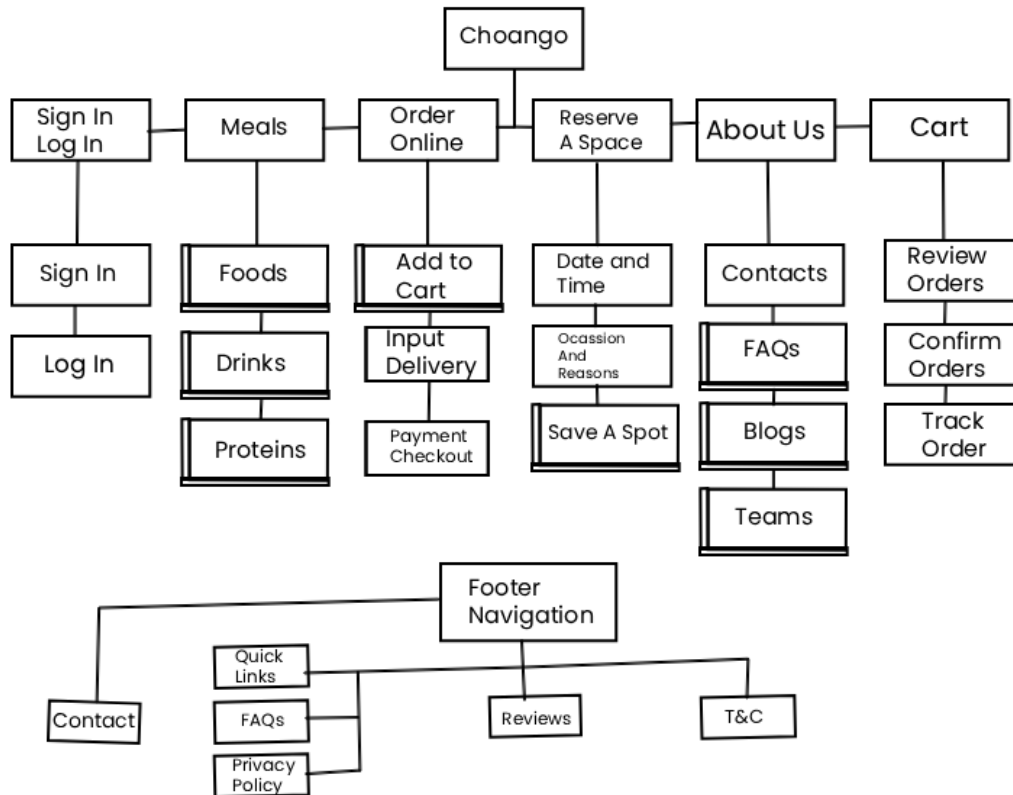 Choango
Sign In
Log In
Meals
Order
Online
Reserve
A Space
About Us
Cart
Sign In
Foods
Add to
Cart
Date and
Time
Contacts
Review
Orders
Log In
Drinks
Input
Delivery
Ocassion
And
Reasons
FAQs
Confirm
Orders
Proteins
Payment
Checkout
Save A Spot
Blogs
Track
Order
Teams
Footer
Navigation
Quick
Links
Contact
FAQs
Reviews
T&C
Privacy
Policy